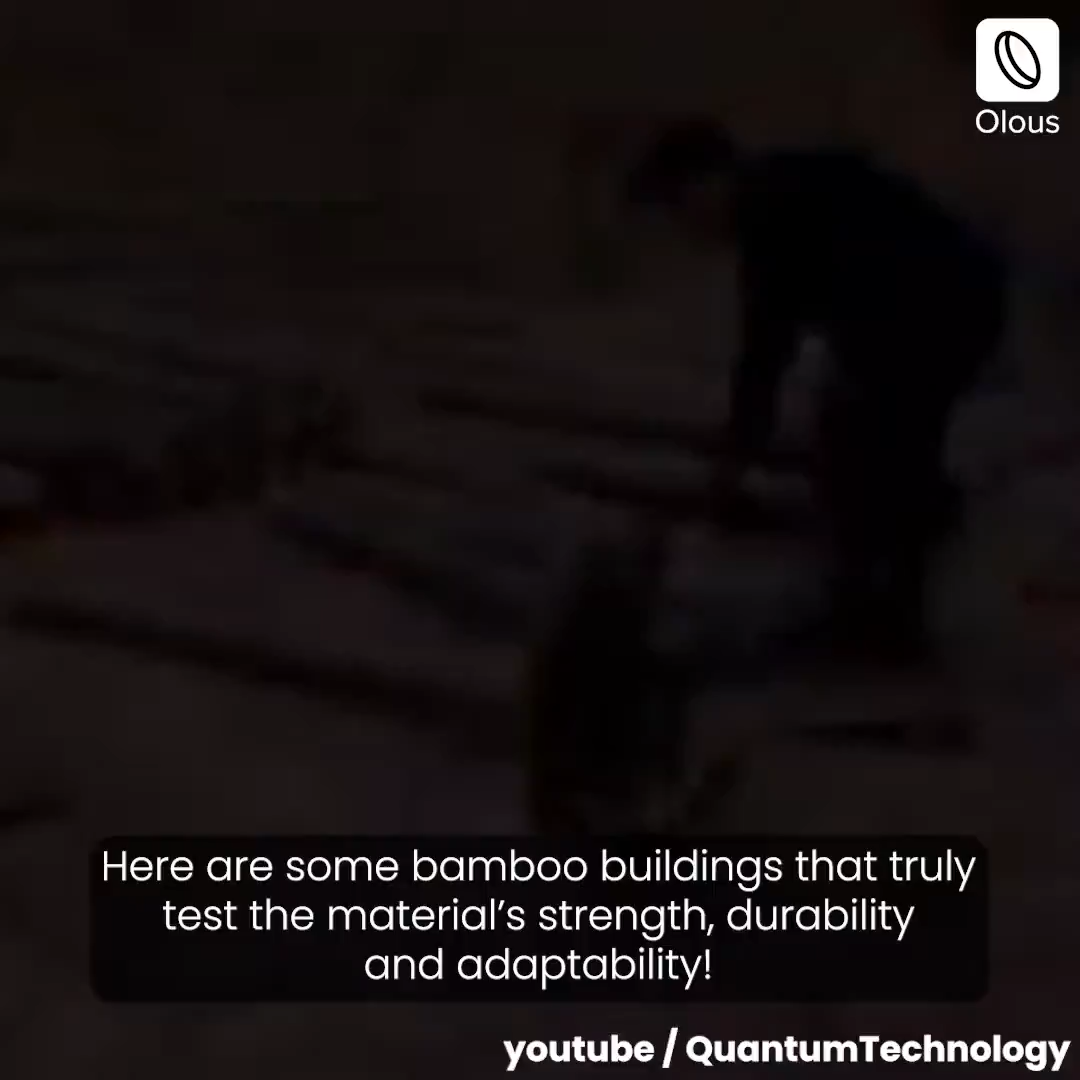 Olous
Here are some bamboo buildings that truly
test the material’s strength, durability
and adaptability!
youtube / QuantumTechnology